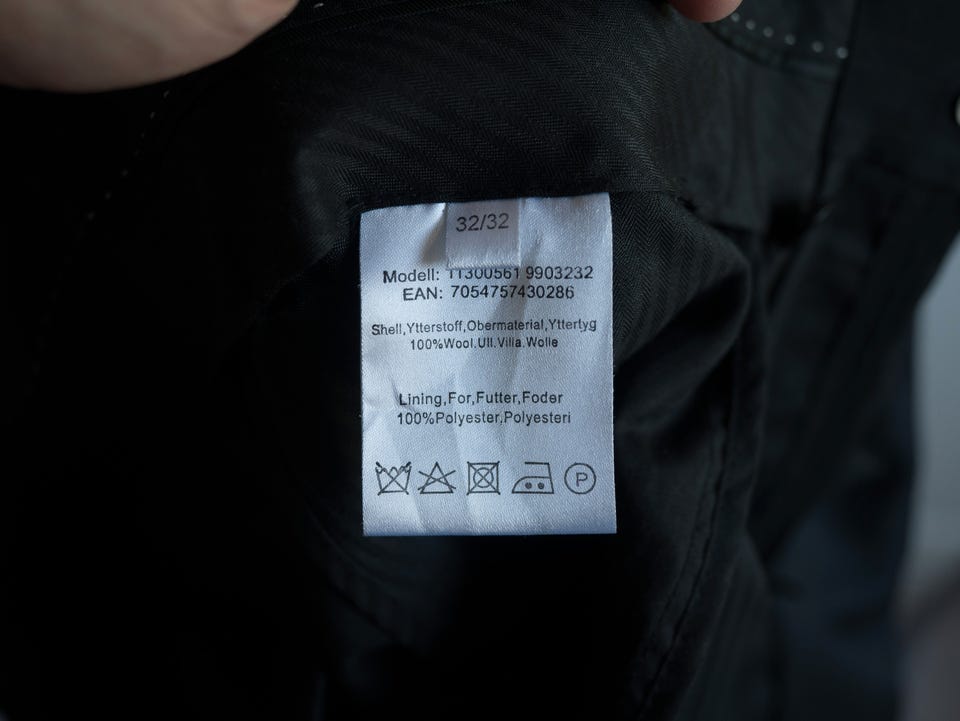 32/32
Modell: 11300561 9903232
EAN: 7054757430286
Shell,Ytterstoff,Obermaterial,Yttertyg
100%Wool.Ull.Villa.Wolle
Lining,For,Futter,Foder
100%Polyester,Polyesteri
P